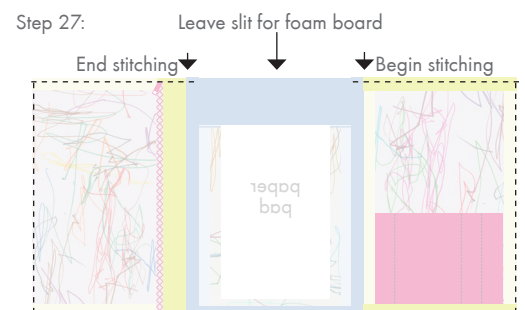 Step 27:
Leave slit for foam board
End stitching
Begin stitching
paper
pad